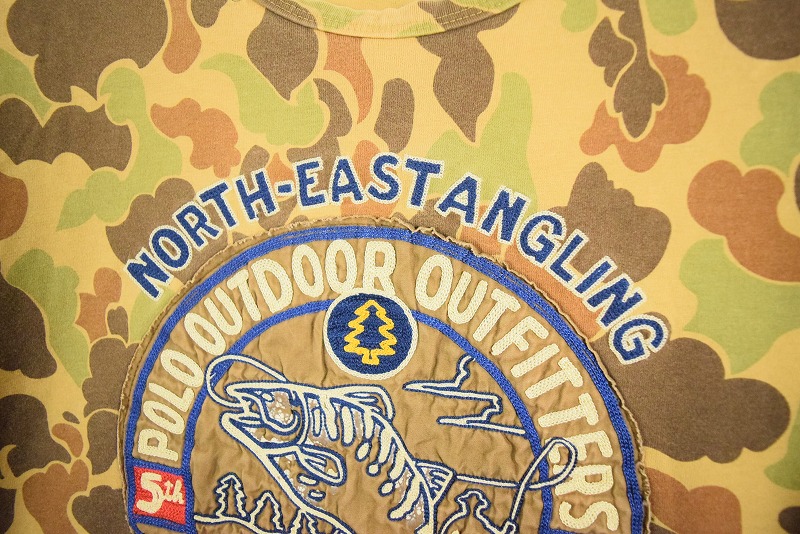 NORTH-EAST ANGLING
POLO OUTDOOR OUTFITTERS
5th